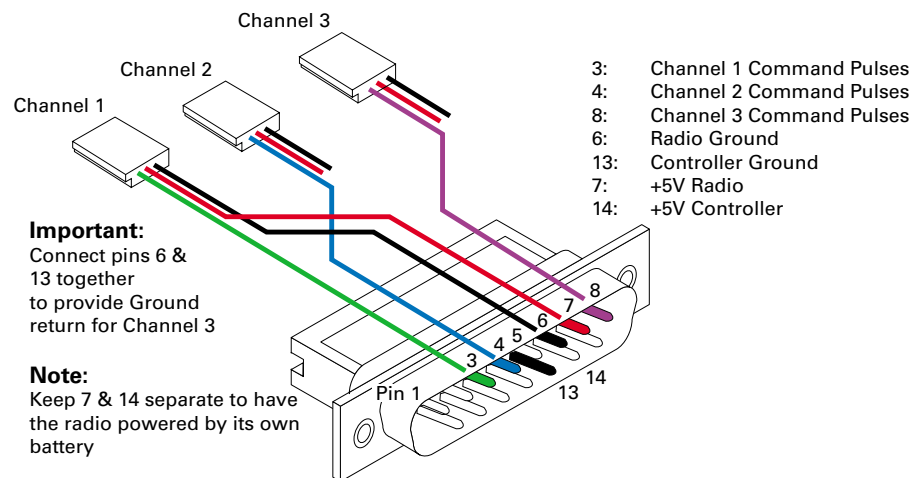 Channel 3
Channel 2
Channel 1
3: Channel 1 Command Pulses
4: Channel 2 Command Pulses
8: Channel 3 Command Pulses
6: Radio Ground
13: Controller Ground
7: +5V Radio
14: +5V Controller
Important:
Connect pins 6 &
13 together
to provide Ground
return for Channel 3
Note:
Keep 7 & 14 separate to have
the radio powered by its own
battery
Pin 1
3
4
5
6
7
8
13
14